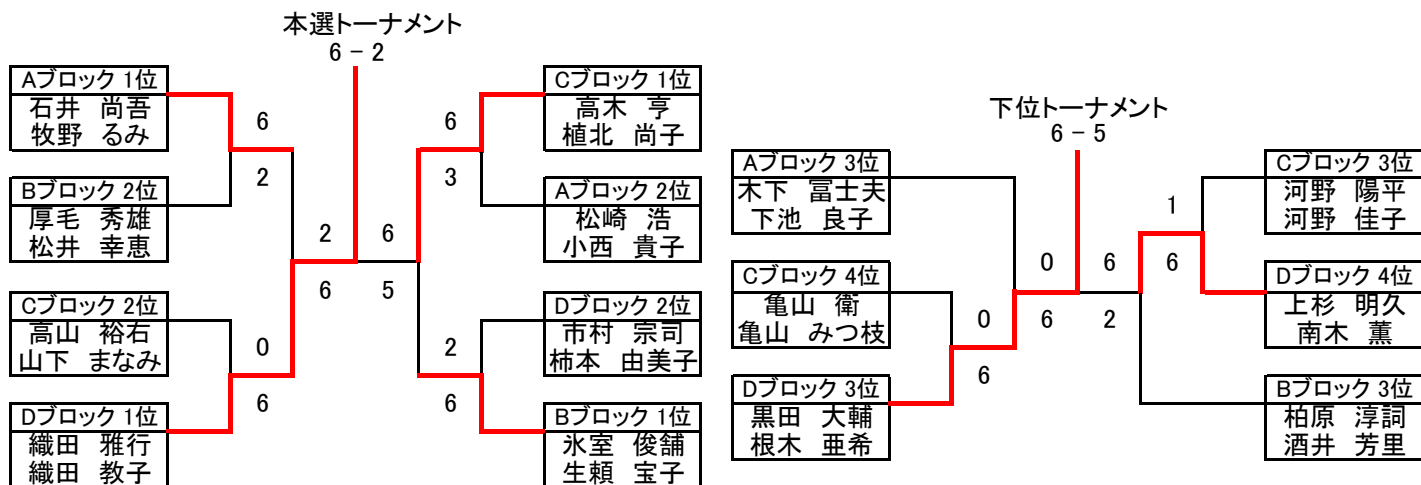 本選トーナメント
6 - 2
Aブロック 1位
石井 尚吾
牧野 るみ
6
2
Bブロック 2位
厚毛 秀雄
松井 幸恵
2
6
Cブロック 2位
高山 裕右
山下 まなみ
0
6
Dブロック 1位
織田 雅行
織田 教子
Cブロック 1位
高木 亨
植北 尚子
6
3
Aブロック 2位
松崎 浩
小西 貴子
6
5
Dブロック 2位
市村 宗司
柿本 由美子
2
6
Bブロック 1位
氷室 俊舗
生頼 宝子
下位トーナメント
6 - 5
Aブロック 3位
木下 冨士夫
下池 良子
0
6
Cブロック 4位
亀山 衛
亀山 みつ枝
0
6
Dブロック 3位
黒田 大輔
根木 亜希
Cブロック 3位
河野 陽平
河野 佳子
1
6
Dブロック 4位
上杉 明久
南木 薫
6
2
Bブロック 3位
柏原 淳詞
酒井 芳里